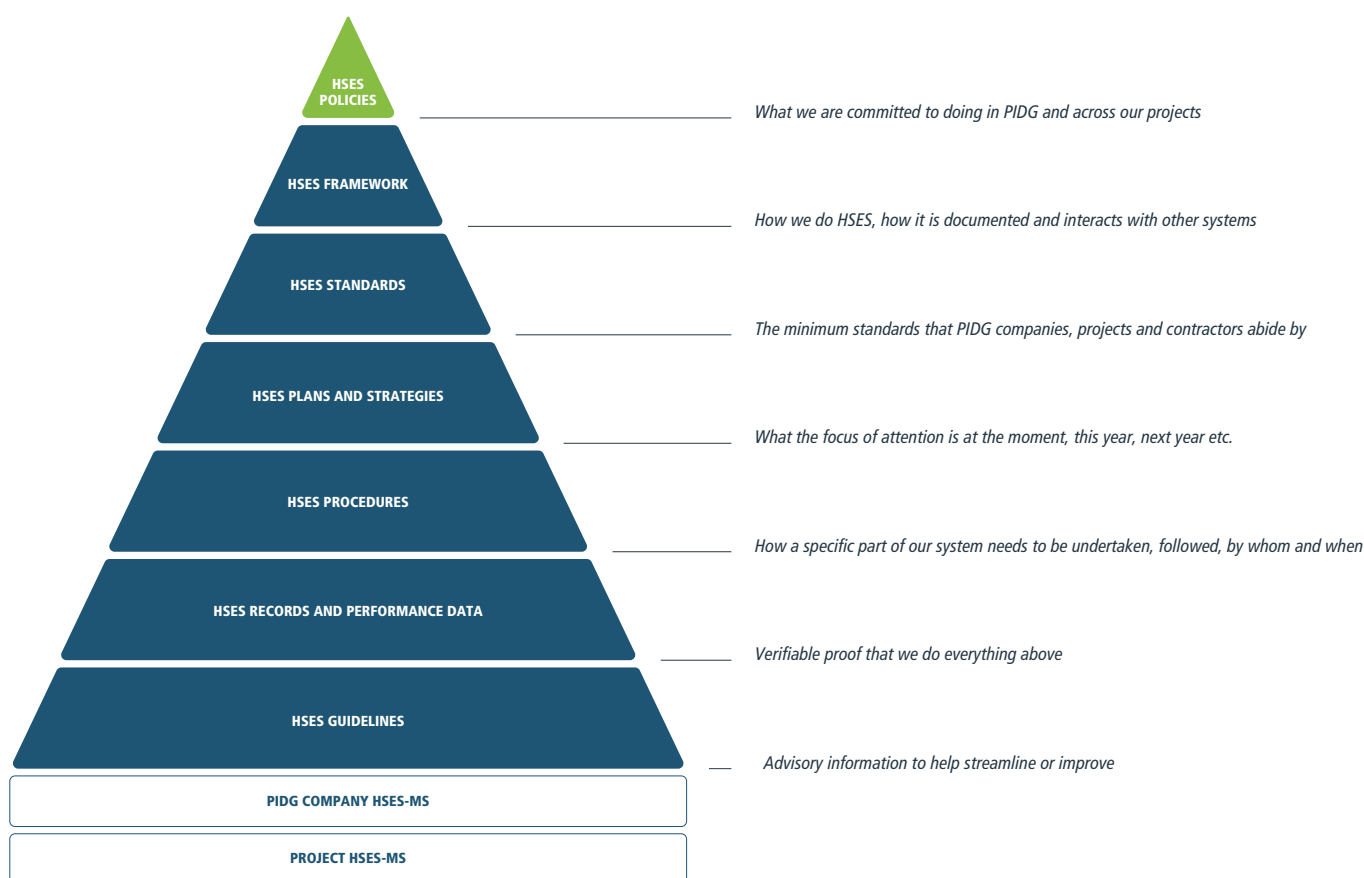 HSES
POLICIES
What we are committed to doing in PIDG and across our projects
HSES FRAMEWORK
How we do HSES, how it is documented and interacts with other systems
HSES STANDARDS
The minimum standards that PIDG companies, projects and contractors abide by
HSES PLANS AND STRATEGIES
What the focus of attention is at the moment, this year, next year etc.
HSES PROCEDURES
How a specific part of our system needs to be undertaken, followed, by whom and when
HSES RECORDS AND PERFORMANCE DATA
Verifiable proof that we do everything above
HSES GUIDELINES
Advisory information to help streamline or improve
PIDG COMPANY HSES-MS
PROJECT HSES-MS